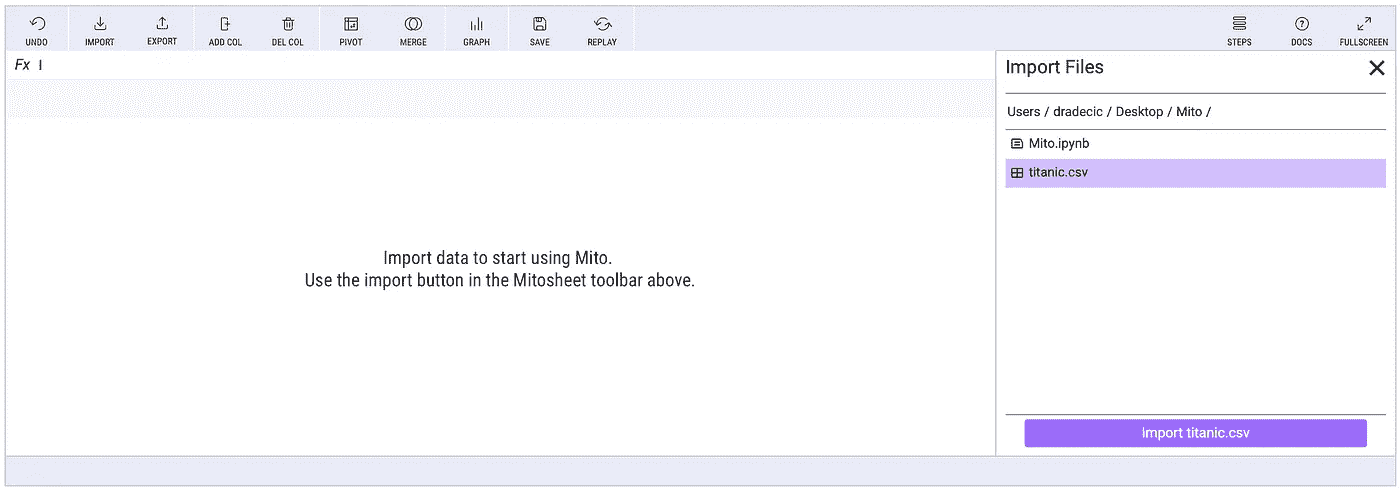 UNDO IMPORT EXPORT ADD COL DEL COL PIVOT MERGE GRAPH SAVE REPLAY STEPS DOCS FULLSCREEN
Fx
Import Files
Users / dradecic / Desktop / Mito /
Mito.ipynb
titanic.csv
Import data to start using Mito.
Use the import button in the Mitosheet toolbar above.
Import titanic.csv